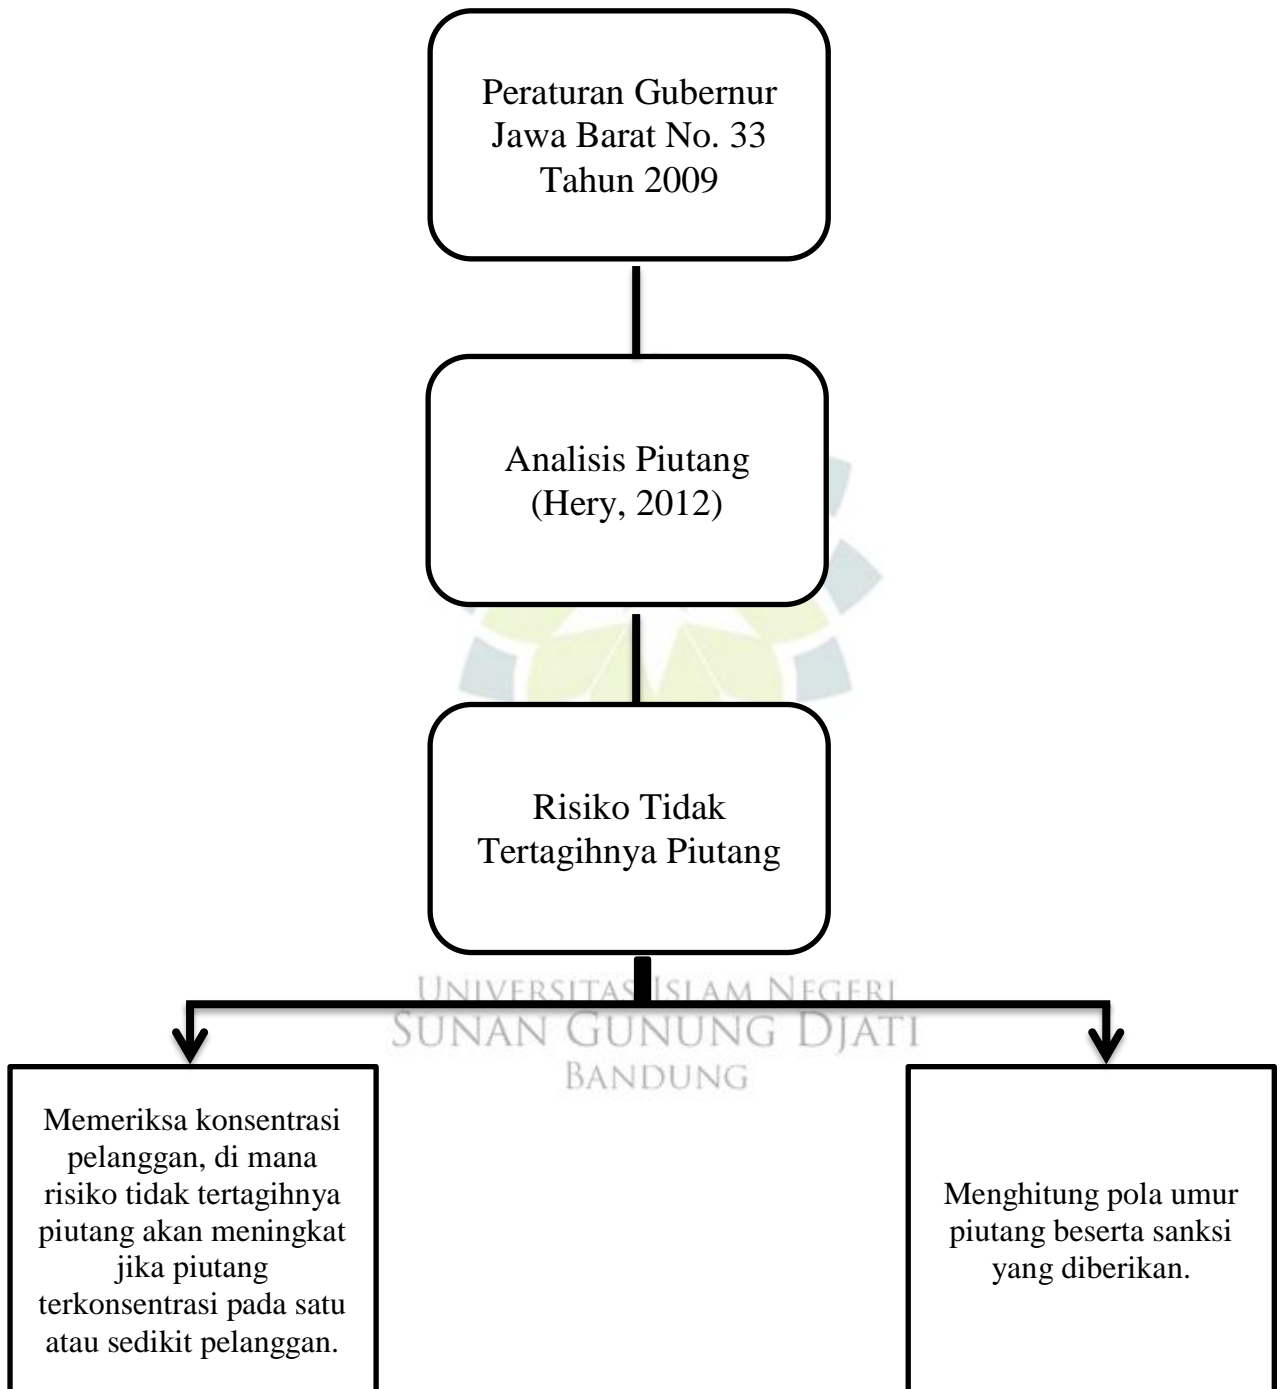 Peraturan Gubernur
Jawa Barat No. 33
Tahun 2009
Analisis Piutang
(Hery, 2012)
Risiko Tidak
Tertagihnya Piutang
UNIVERSITAS ISLAM NEGERI
SUNAN GUNUNG DJATI
BANDUNG
Memeriksa konsentrasi
pelanggan, di mana
risiko tidak tertagihnya
piutang akan meningkat
jika piutang
terkonsentrasi pada satu
atau sedikit pelanggan.
Menghitung pola umur
piutang beserta sanksi
yang diberikan.